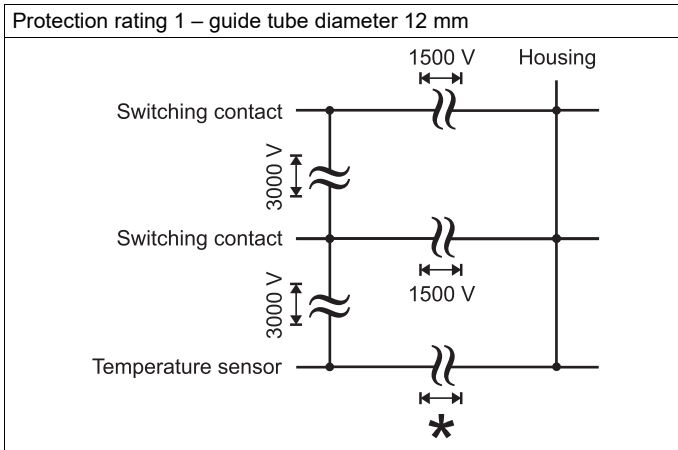 Protection rating 1 – guide tube diameter 12 mm
1500 V
Housing
Switching contact
3000 V
Switching contact
1500 V
3000 V
Temperature sensor
*